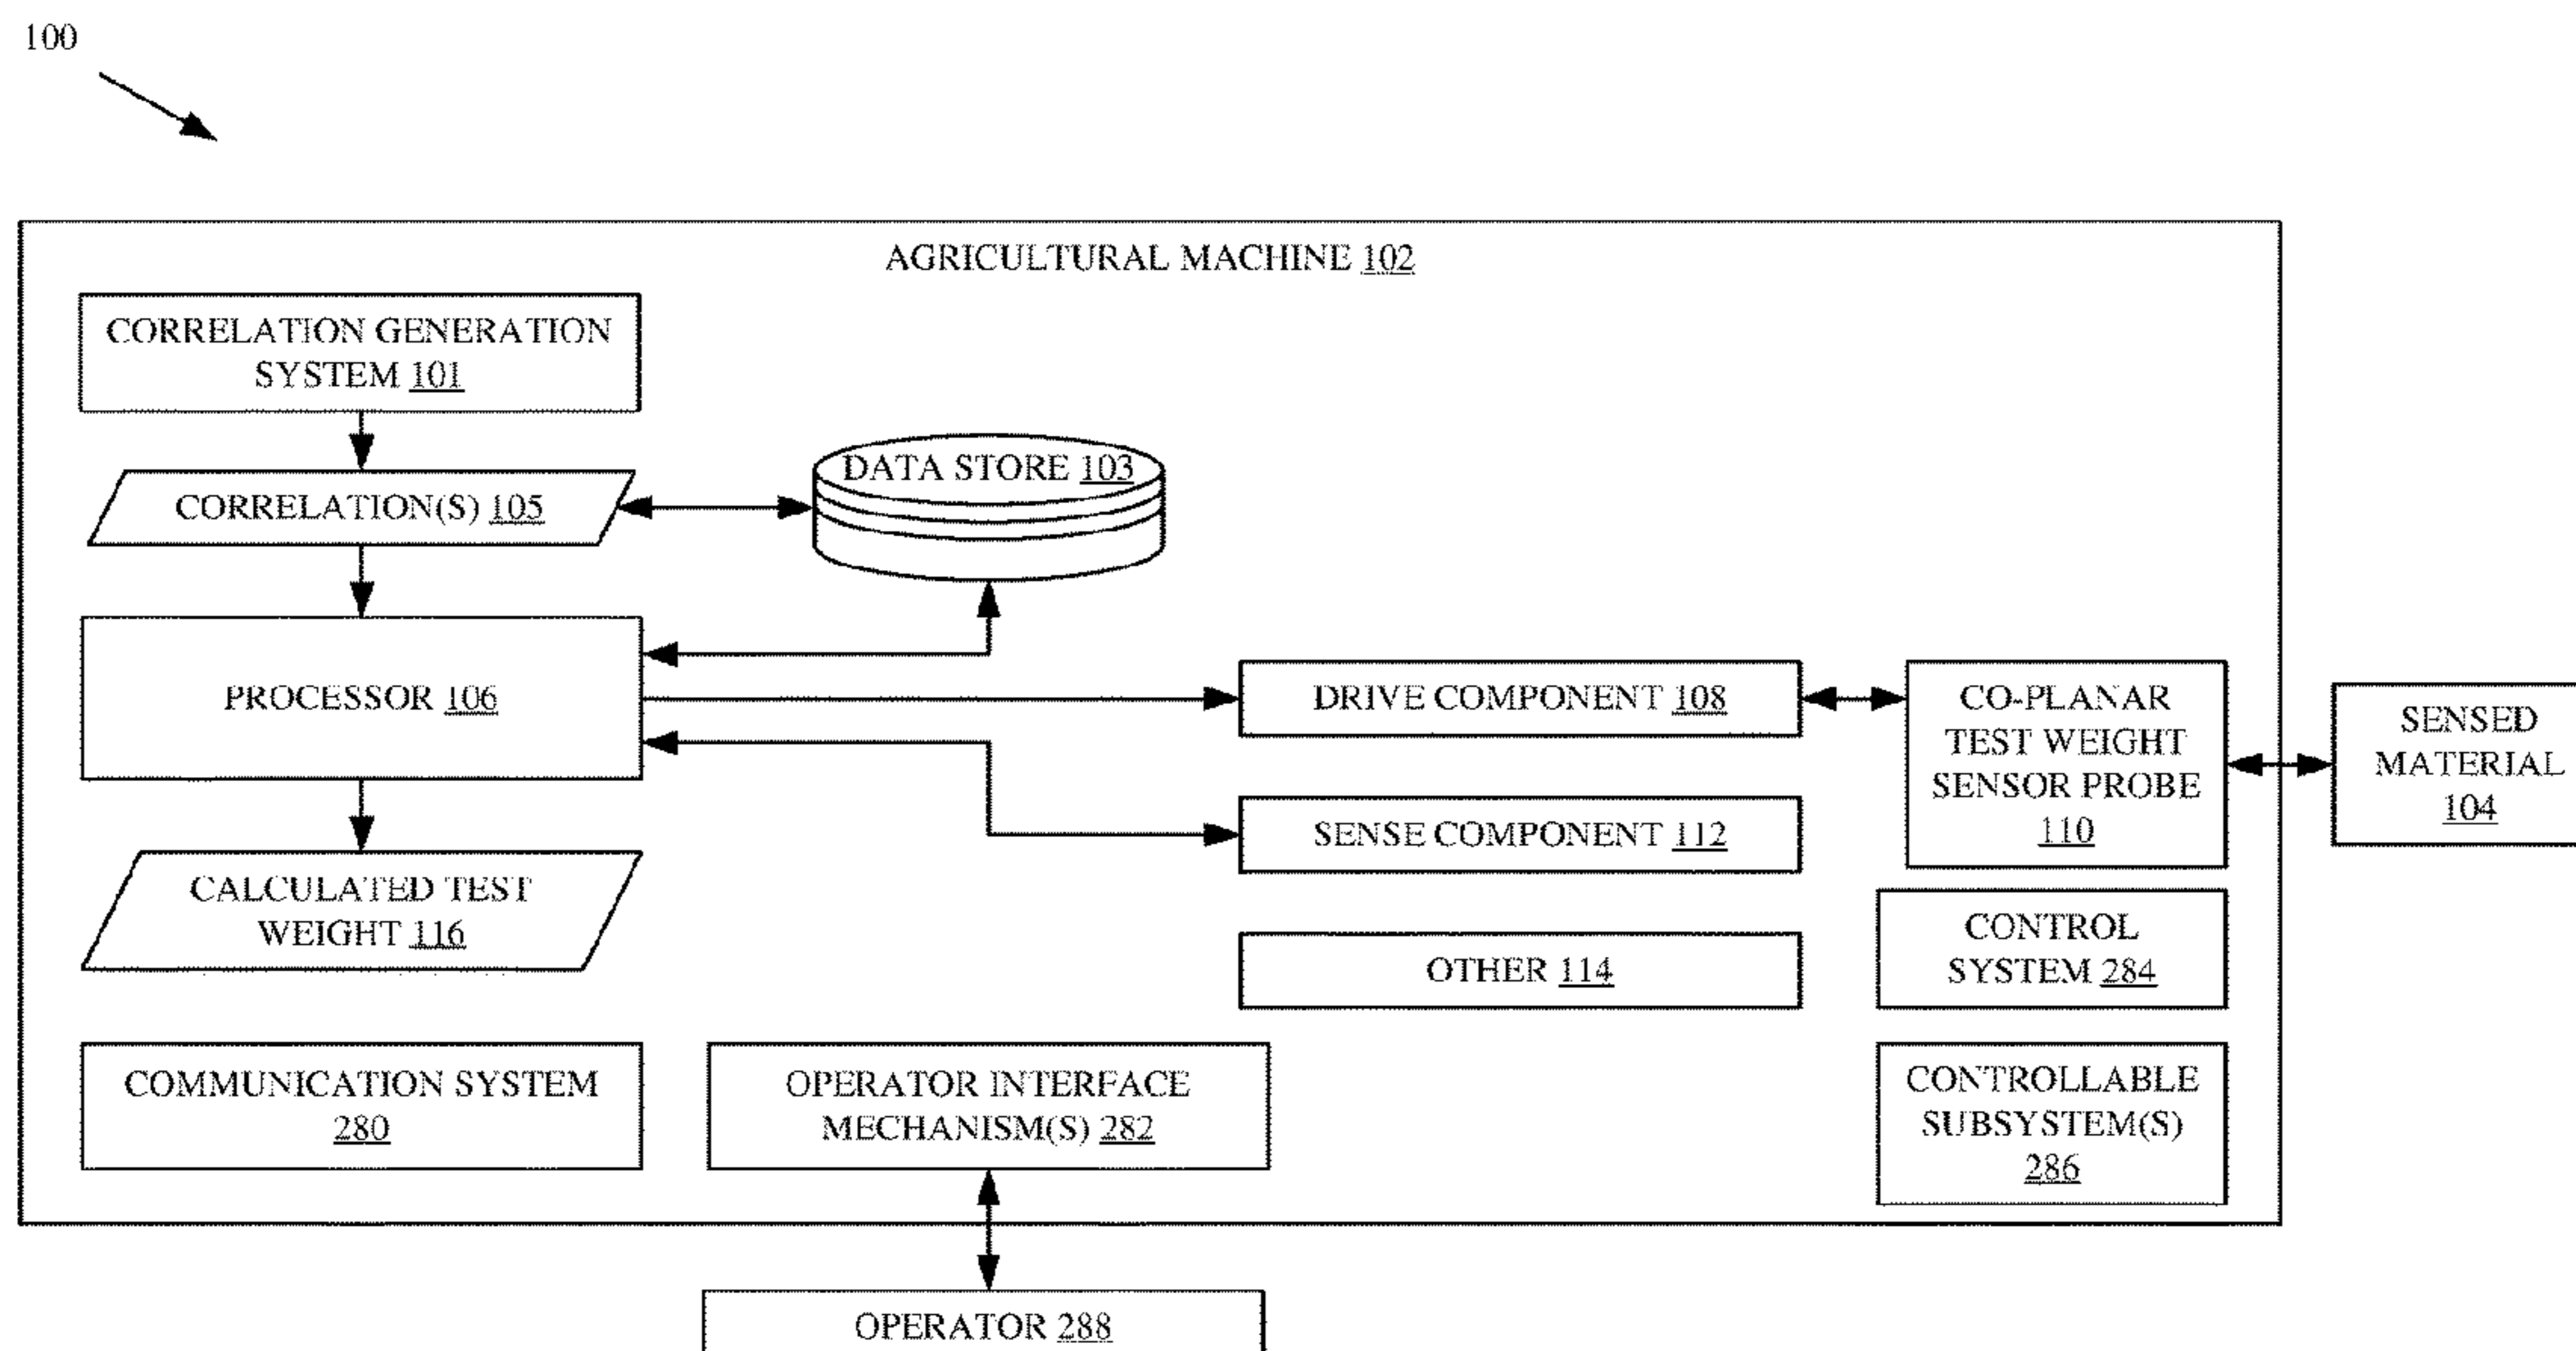 100
AGRICULTURAL MACHINE 102
CORRELATION GENERATION
SYSTEM 101
CORRELATION(S) 105
DATA STORE 103
PROCESSOR 106
DRIVE COMPONENT 108
CO-PLANAR
TEST WEIGHT
SENSOR PROBE
110
SENSED
MATERIAL
104
SENSE COMPONENT 112
CALCULATED TEST
WEIGHT 116
OTHER 114
CONTROL
SYSTEM 284
COMMUNICATION SYSTEM
280
OPERATOR INTERFACE
MECHANISM(S) 282
CONTROLLABLE
SUBSYSTEM(S)
286
OPERATOR 288